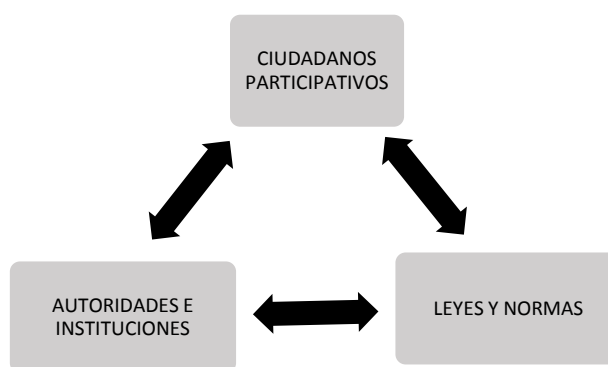 CIUDADANOS
PARTICIPATIVOS
AUTORIDADES E
INSTITUCIONES
LEYES Y NORMAS